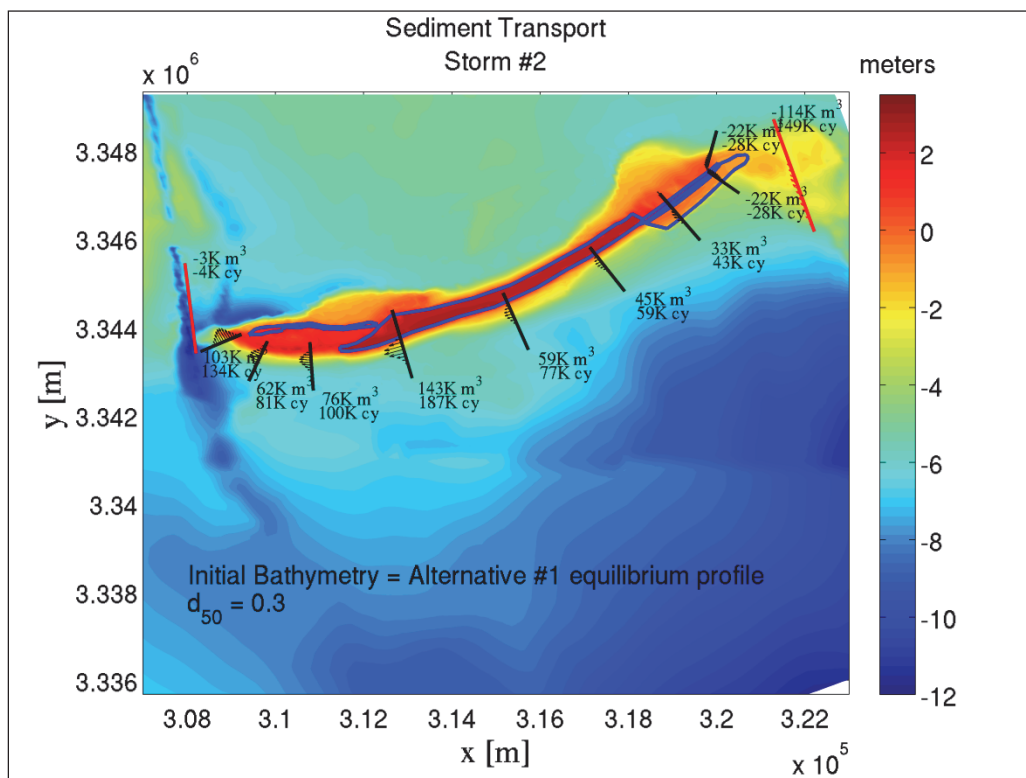 Sediment Transport
Storm #2
x 10^6
meters
-114K m^3
-149K cy
-22K m^3
-28K cy
-22K m^3
-28K cy
33K m^3
43K cy
45K m^3
59K cy
59K m^3
77K cy
143K m^3
187K cy
76K m^3
100K cy
62K m^3
81K cy
103K m^3
134K cy
-3K m^3
-4K cy
3.348
3.346
3.344
3.342
3.34
3.338
3.336
y [m]
2
0
-2
-4
-6
-8
-10
-12
Initial Bathymetry = Alternative #1 equilibrium profile
d_50 = 0.3
3.08 3.1 3.12 3.14 3.16 3.18 3.2 3.22
x [m]
x 10^5